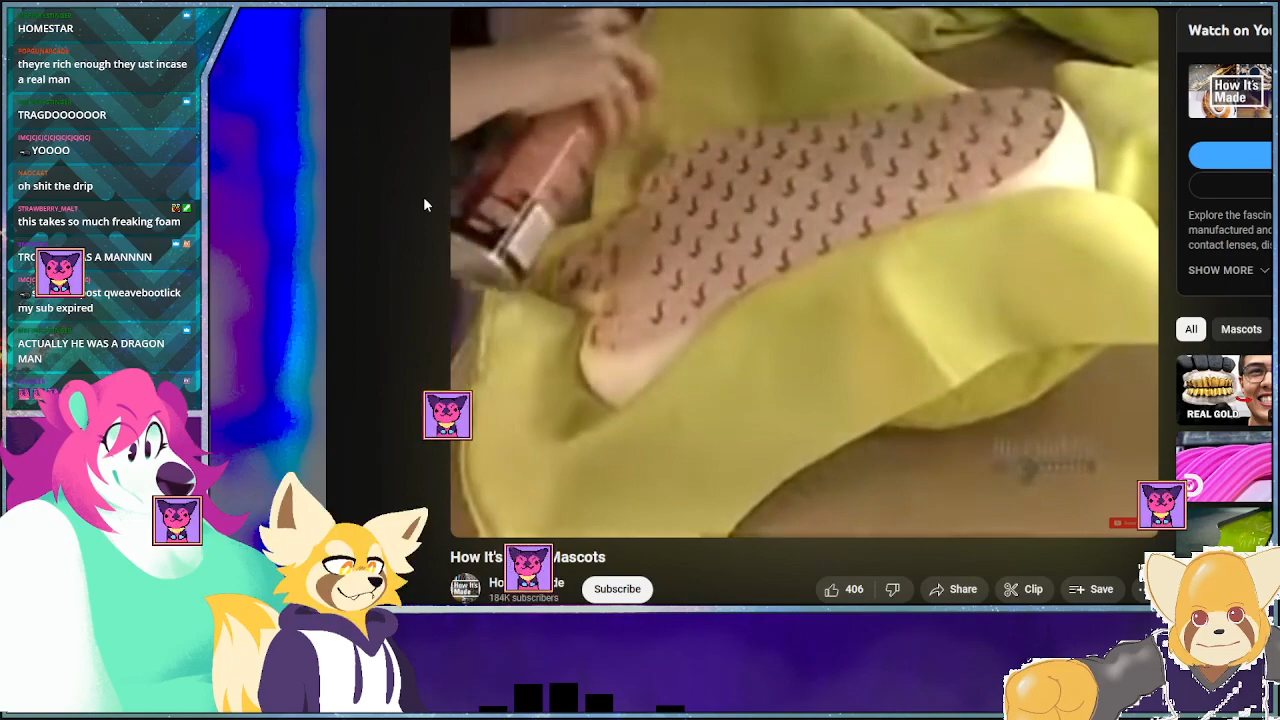 HOMESTAR
theyre rich enough they ust incase
a real man
TRAGDOOOOOOR
YOOOO
oh shit the drip
STRAWBERRY_MALT
this takes so much freaking foam
AS A MANNNN
ost qweavebootlick
my sub expired
ACTUALLY HE WAS A DRAGON
MAN
How It's Mascots
184K subscribers
Subscribe
406
Share
Clip
Save
Watch on You
How It's
Made
Explore the fascin
manufactured and
contact lenses, di
SHOW MORE
All
Mascots
REAL GOLD